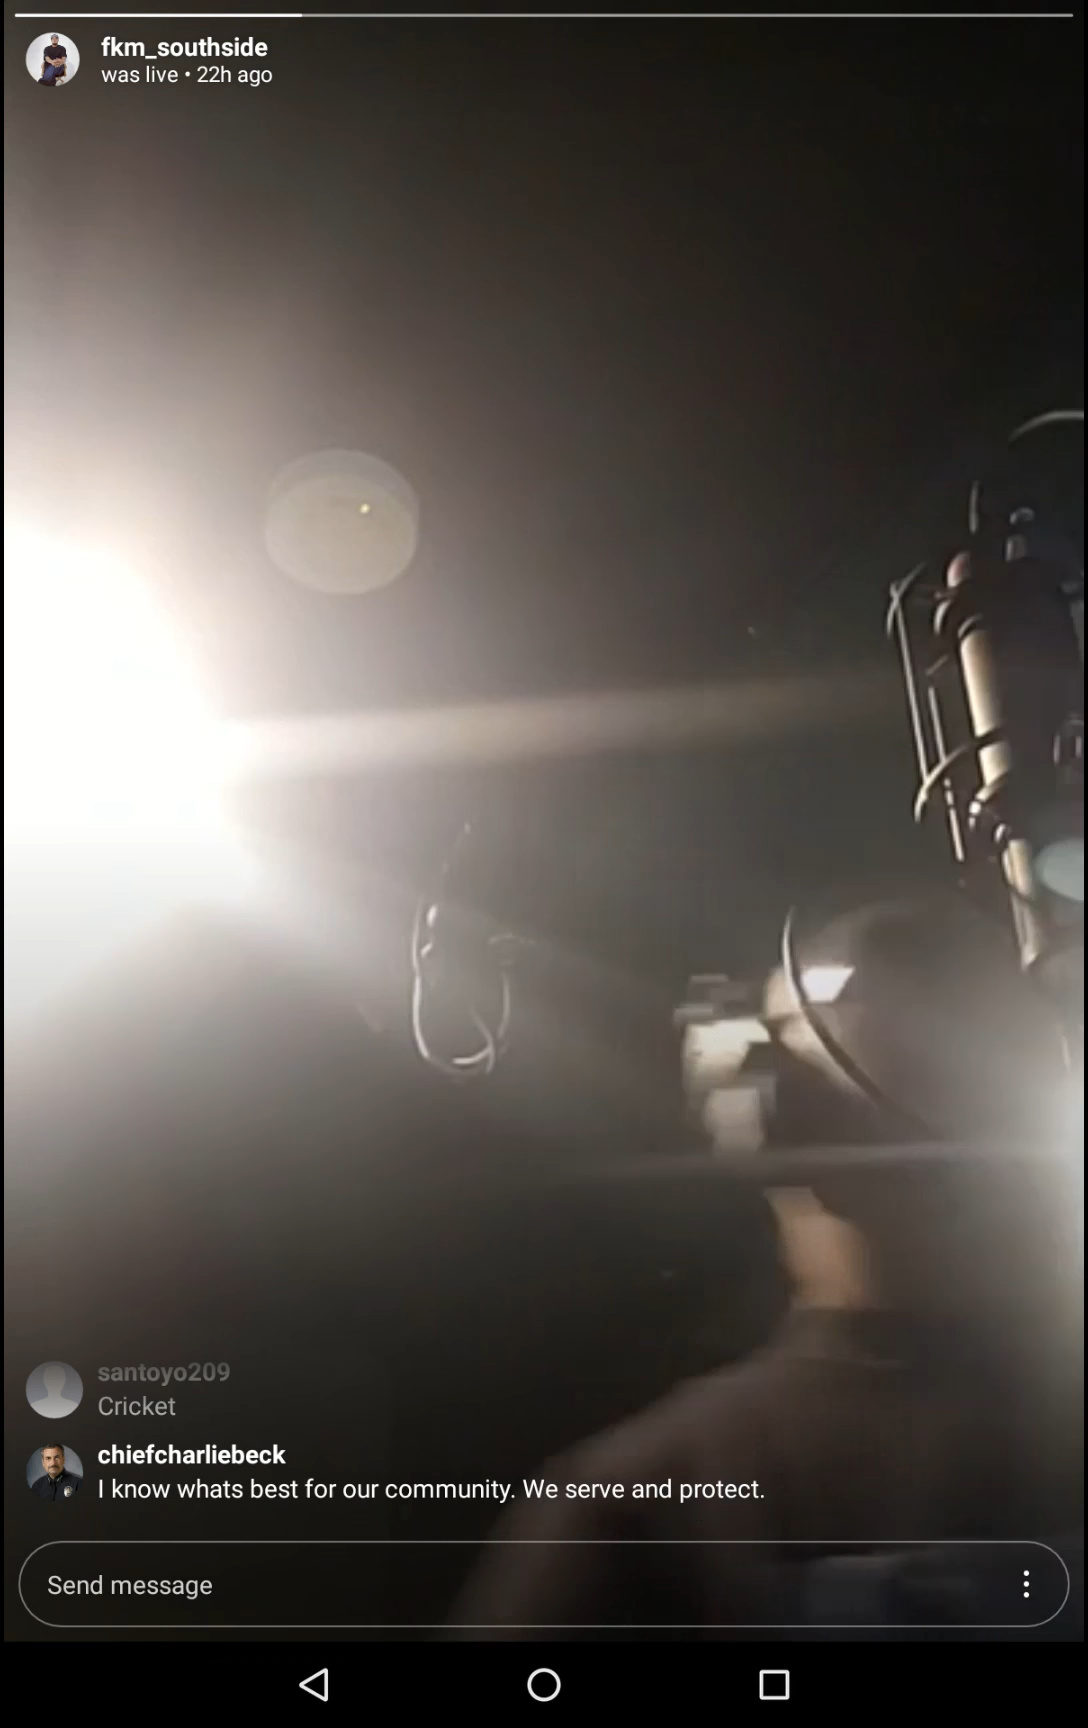 fkm_southside
was live • 22h ago
santoyo209
Cricket
chiefcharliebeck
I know whats best for our community. We serve and protect.
Send message